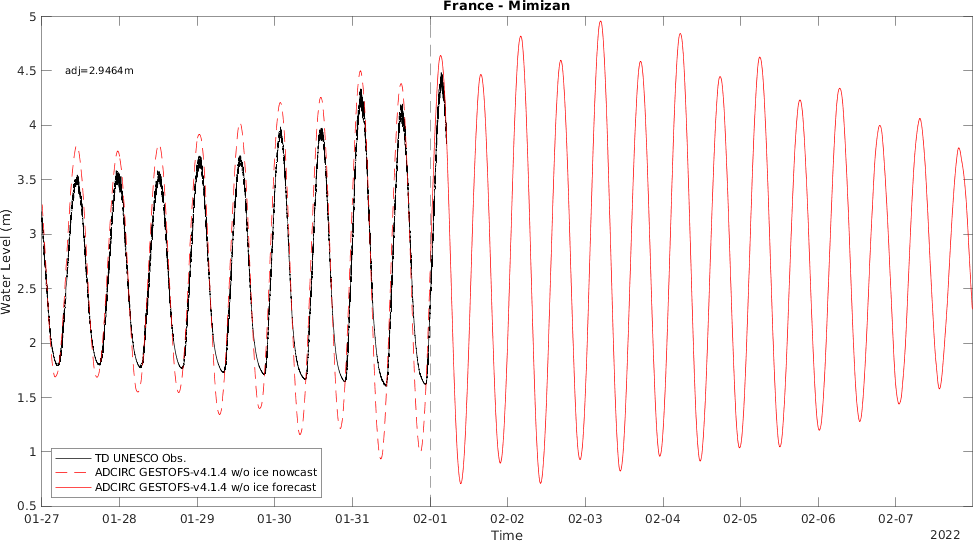 France - Mimizan
5
4.5
4
3.5
3
2.5
2
1.5
1
0.5
Water Level (m)
adj=2.9464m
TD UNESCO Obs.
ADCIRC GESTOFS-v4.1.4 w/o ice nowcast
ADCIRC GESTOFS-v4.1.4 w/o ice forecast
01-27 01-28 01-29 01-30 01-31 02-01 02-02 02-03 02-04 02-05 02-06 02-07
Time
2022